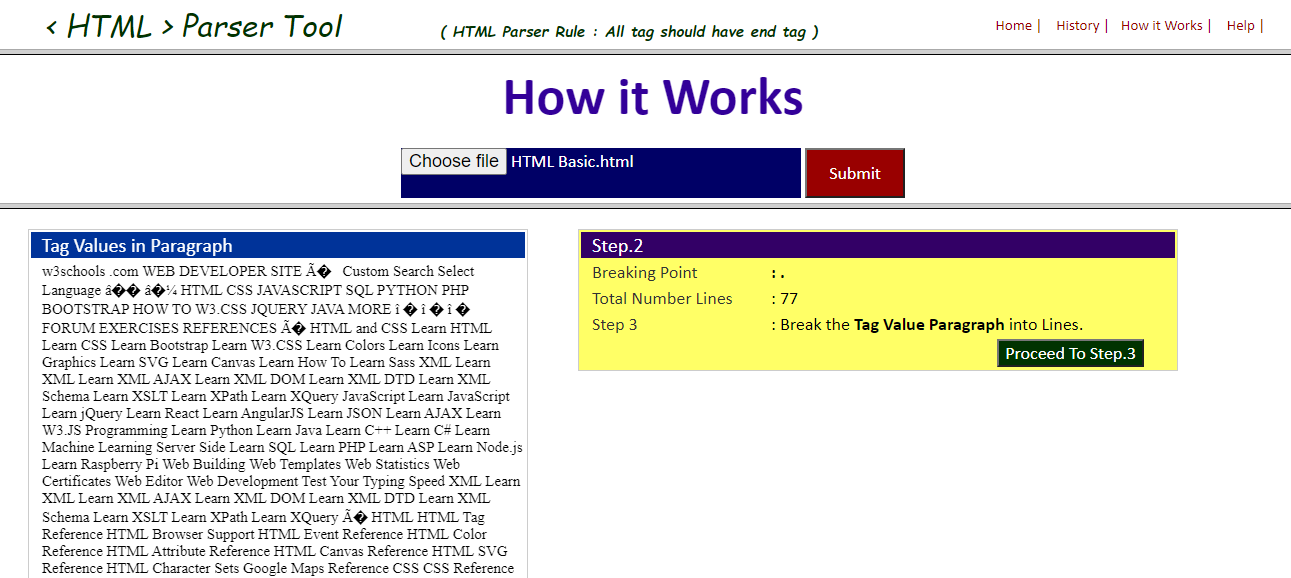 < HTML > Parser Tool
( HTML Parser Rule : All tag should have end tag )
Home | History | How it Works | Help |
How it Works
Choose file HTML Basic.html
Submit
Tag Values in Paragraph
w3schools .com WEB DEVELOPER SITE Ã� Custom Search Select
Language â�� â�¼ HTML CSS JAVASCRIPT SQL PYTHON PHP
BOOTSTRAP HOW TO W3.CSS JQUERY JAVA MORE î � î � î �
FORUM EXERCISES REFERENCES Ã� HTML and CSS Learn HTML
Learn CSS Learn Bootstrap Learn W3.CSS Learn Colors Learn Icons Learn
Graphics Learn SVG Learn Canvas Learn How To Learn Sass XML Learn
XML Learn XML AJAX Learn XML DOM Learn XML DTD Learn XML
Schema Learn XSLT Learn XPath Learn XQuery JavaScript Learn JavaScript
Learn jQuery Learn React Learn AngularJS Learn JSON Learn AJAX Learn
W3.JS Programming Learn Python Learn Java Learn C++ Learn C# Learn
Machine Learning Server Side Learn SQL Learn PHP Learn ASP Learn Node.js
Learn Raspberry Pi Web Building Web Templates Web Statistics Web
Certificates Web Editor Web Development Test Your Typing Speed XML Learn
XML Learn XML AJAX Learn XML DOM Learn XML DTD Learn XML
Schema Learn XSLT Learn XPath Learn XQuery Ã� HTML HTML Tag
Reference HTML Browser Support HTML Event Reference HTML Color
Reference HTML Attribute Reference HTML Canvas Reference HTML SVG
Reference HTML Character Sets Google Maps Reference CSS CSS Reference
Step.2
Breaking Point : .
Total Number Lines : 77
Step 3 : Break the Tag Value Paragraph into Lines.
Proceed To Step.3